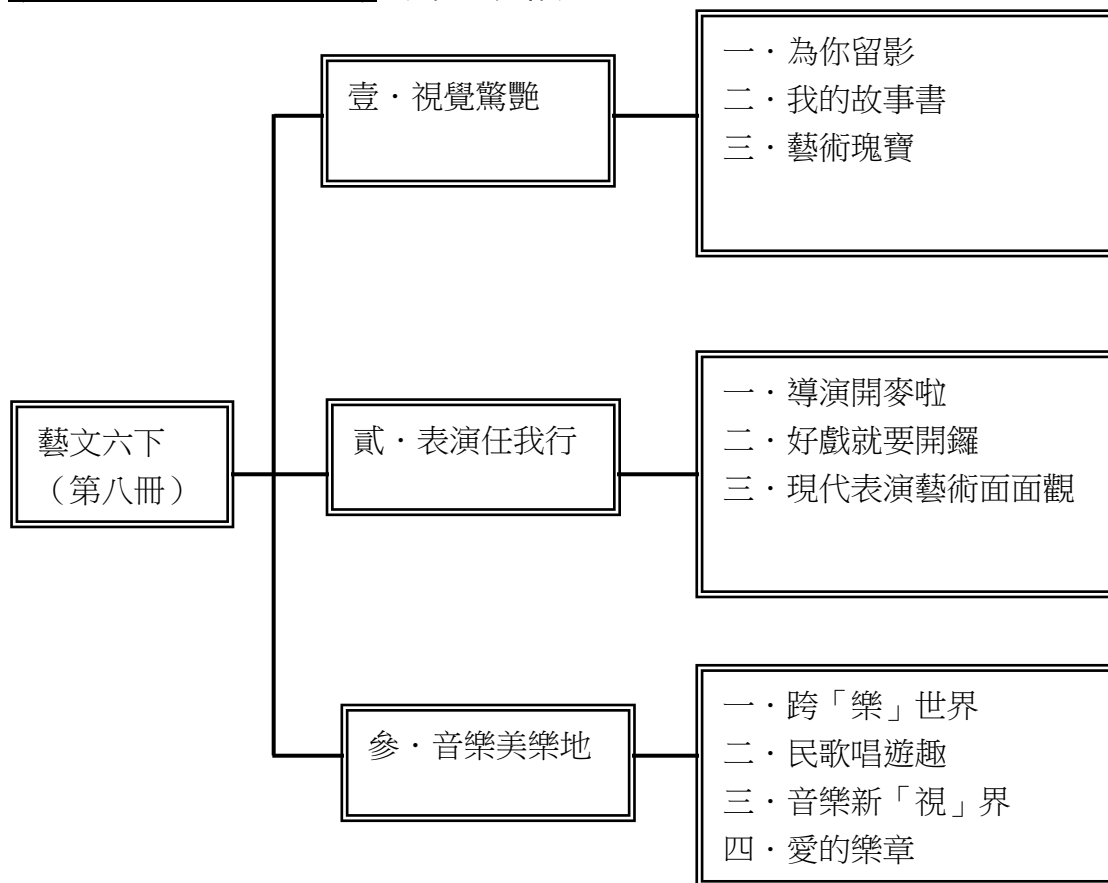 壹．視覺驚艷
一．為你留影
二．我的故事書
三．藝術瑰寶
藝文六下
（第八冊）
貳．表演任我行
一．導演開麥啦
二．好戲就要開鑼
三．現代表演藝術面面觀
參．音樂美樂地
一．跨「樂」世界
二．民歌唱遊趣
三．音樂新「視」界
四．愛的樂章